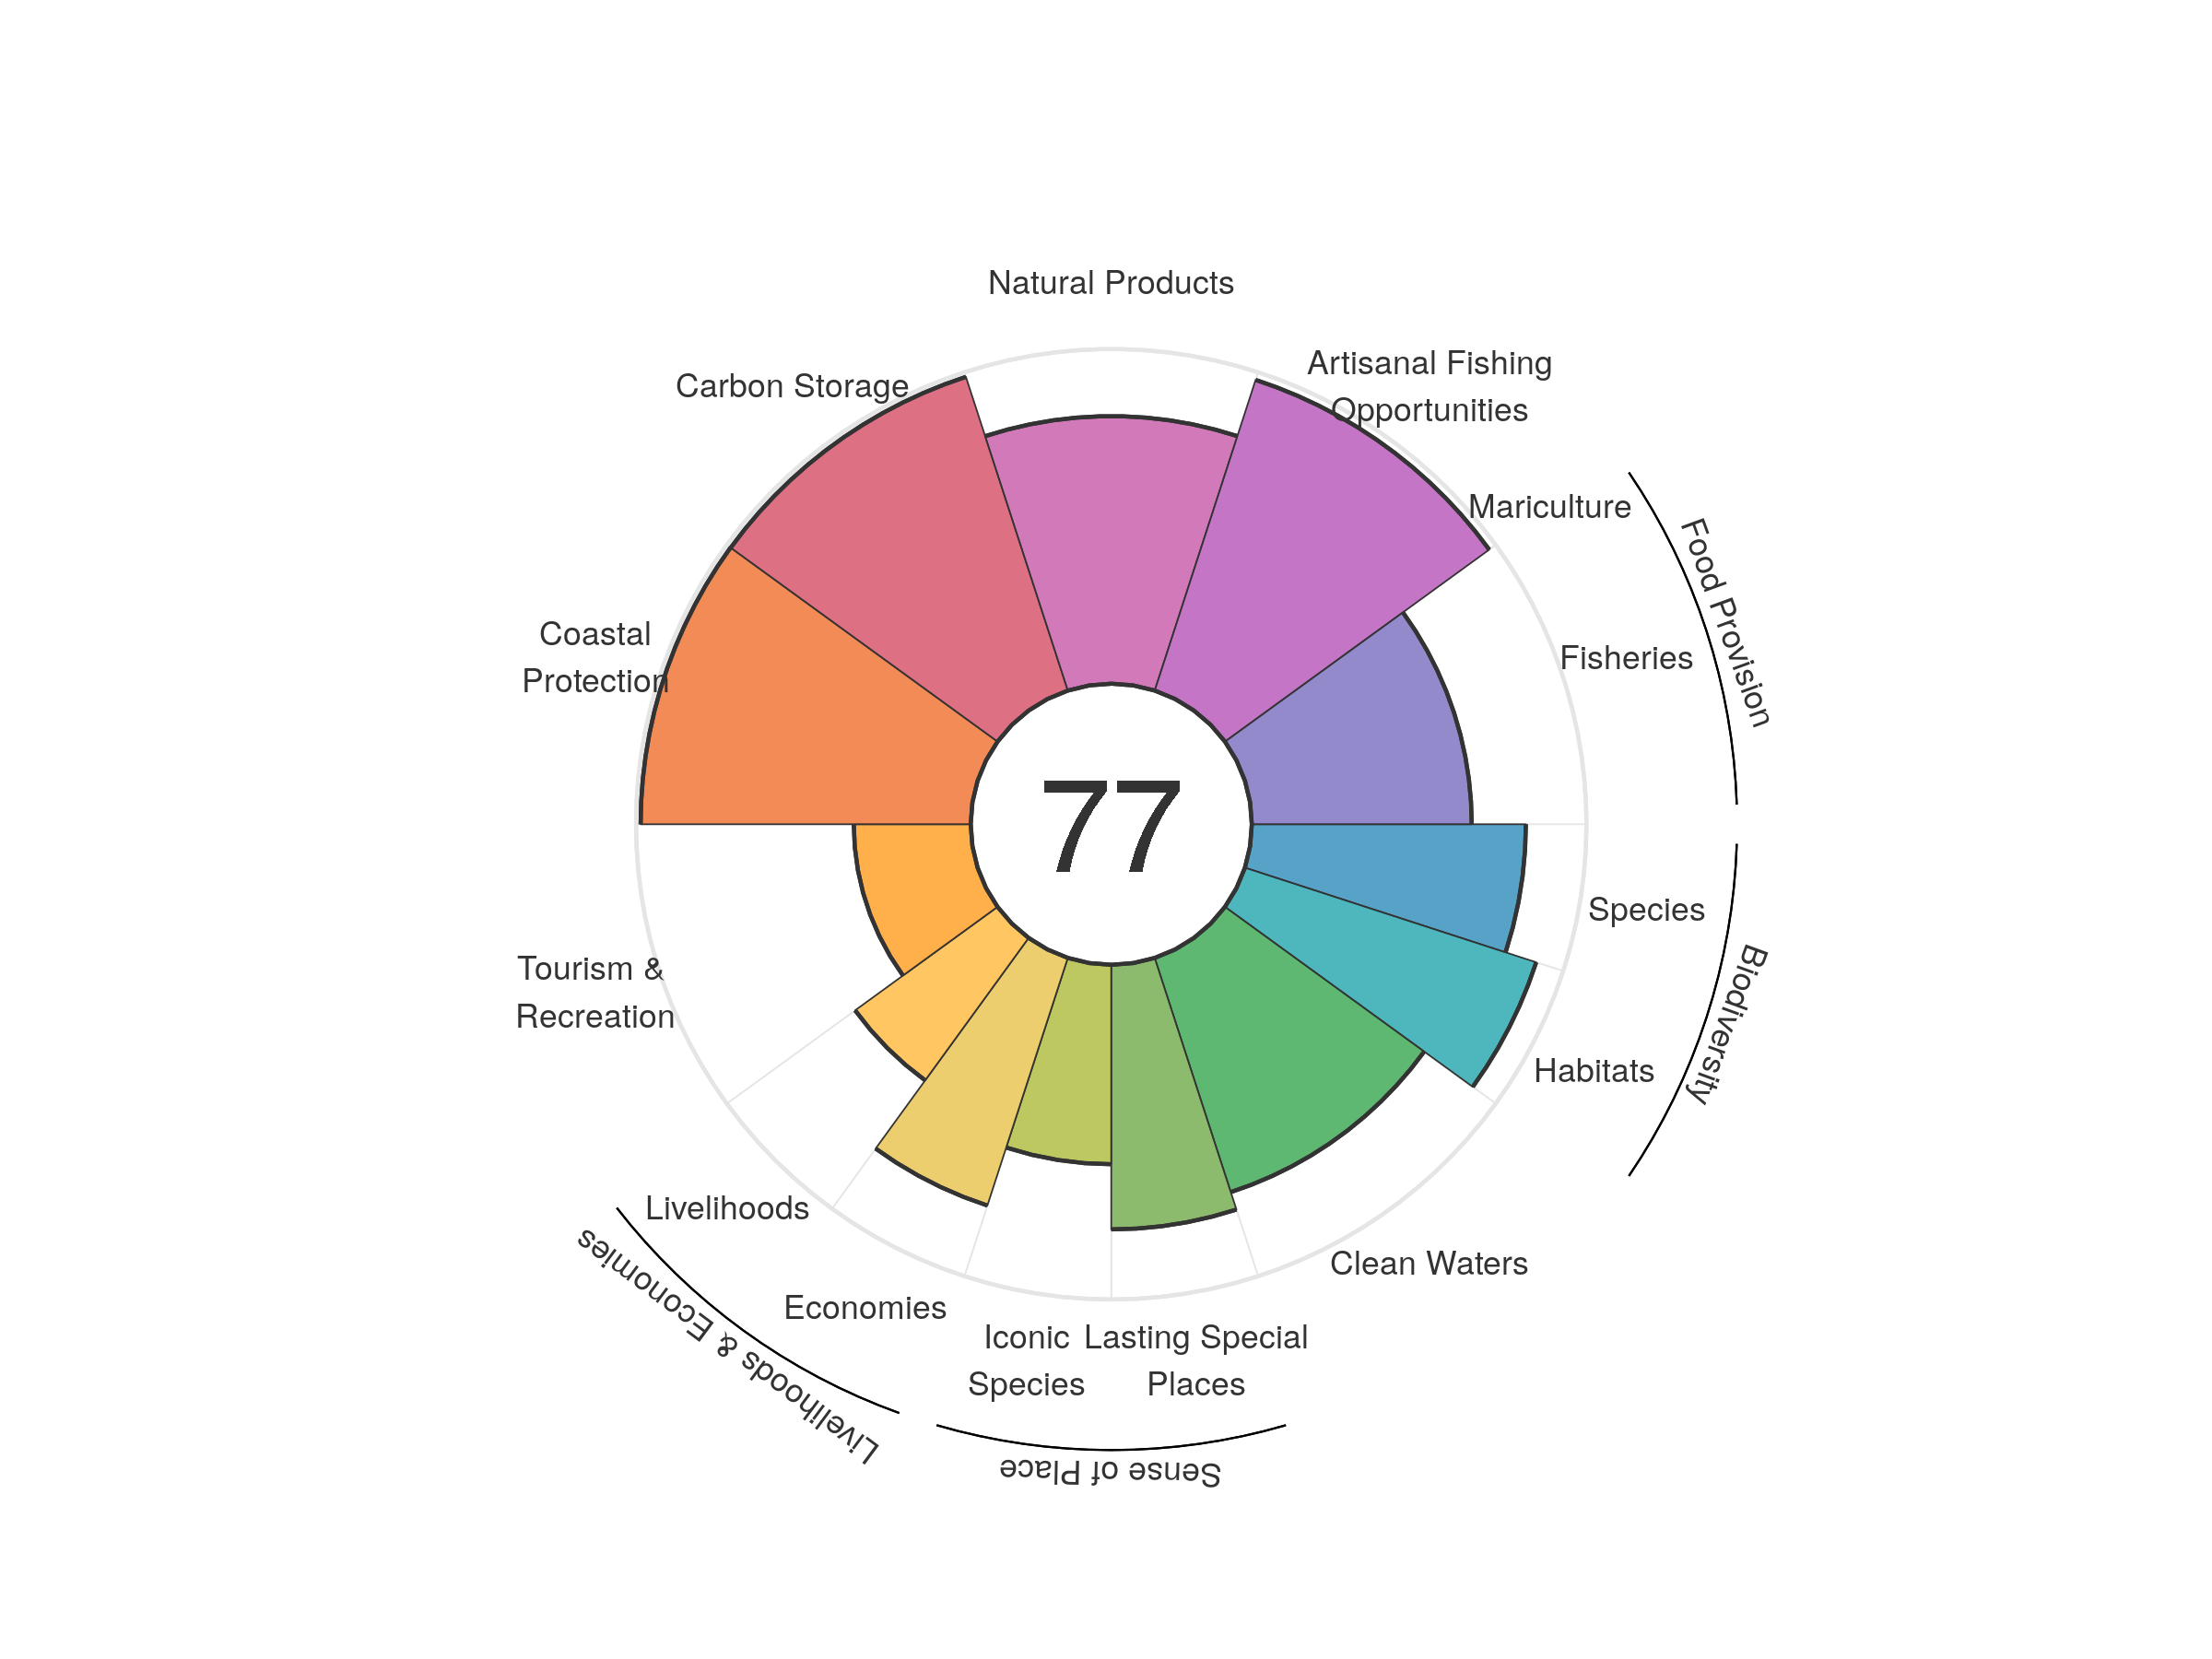 Natural Products
Artisanal Fishing
Opportunities
Carbon Storage
Mariculture
Food Provision
Fisheries
Coastal
Protection
77
Species
Biodiversity
Tourism &
Recreation
Habitats
Livelihoods
Clean Waters
Economies
Livelihoods & Economies
Iconic
Species
Lasting Special
Places
Sense of Place